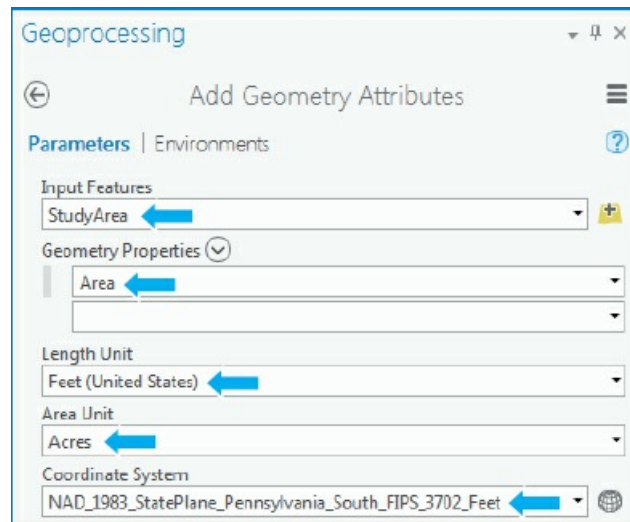 Geoprocessing
Add Geometry Attributes
Parameters | Environments
Input Features
StudyArea
Geometry Properties
Area
Length Unit
Feet (United States)
Area Unit
Acres
Coordinate System
NAD_1983_StatePlane_Pennsylvania_South_FIPS_3702_Feet